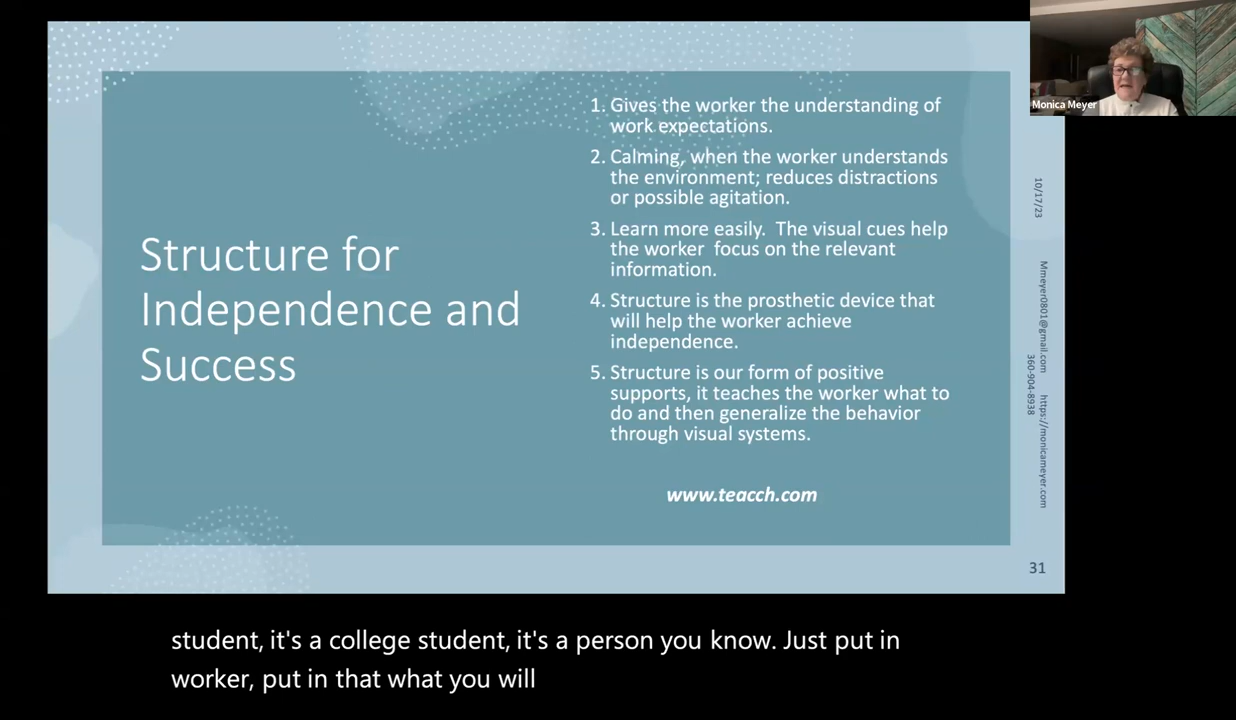 Structure for
Independence and
Success
1. Gives the worker the understanding of
work expectations.
2. Calming, when the worker understands
the environment; reduces distractions
or possible agitation.
3. Learn more easily.  The visual cues help
the worker  focus on the relevant
information.
4. Structure is the prosthetic device that
will help the worker achieve
independence.
5. Structure is our form of positive
supports, it teaches the worker what to
do and then generalize the behavior
through visual systems.
www.teacch.com
Monica Meyer
10/17/23
Mmeyer0801@gmail.com https://monicameyer.com
360-904-8938
31
student, it's a college student, it's a person you know. Just put in
worker, put in that what you will